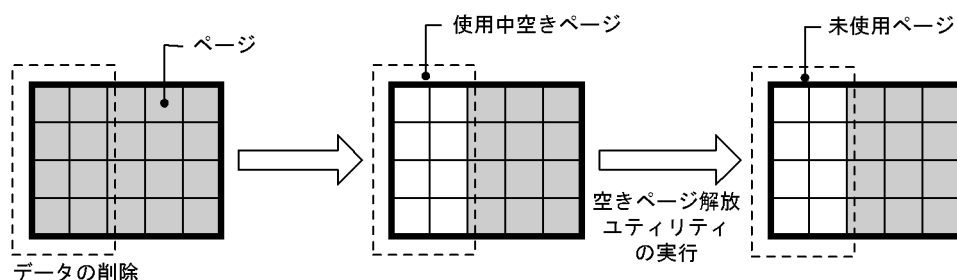 ページ
使用中空きページ
未使用ページ
空きページ解放
ユティリティ
の実行
データの削除